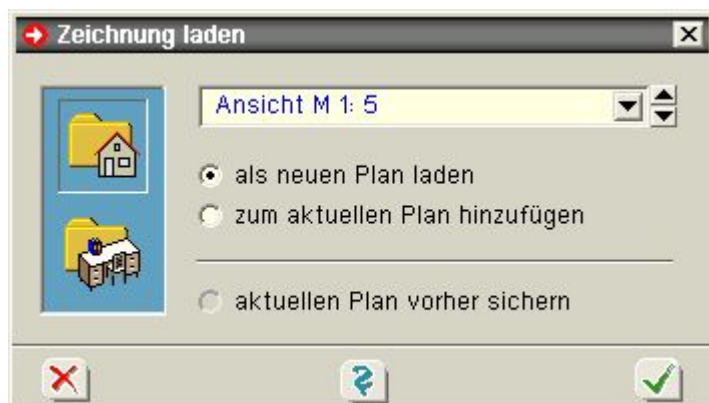 Zeichnung laden
Ansicht M 1: 5
als neuen Plan laden
zum aktuellen Plan hinzufügen
aktuellen Plan vorher sichern